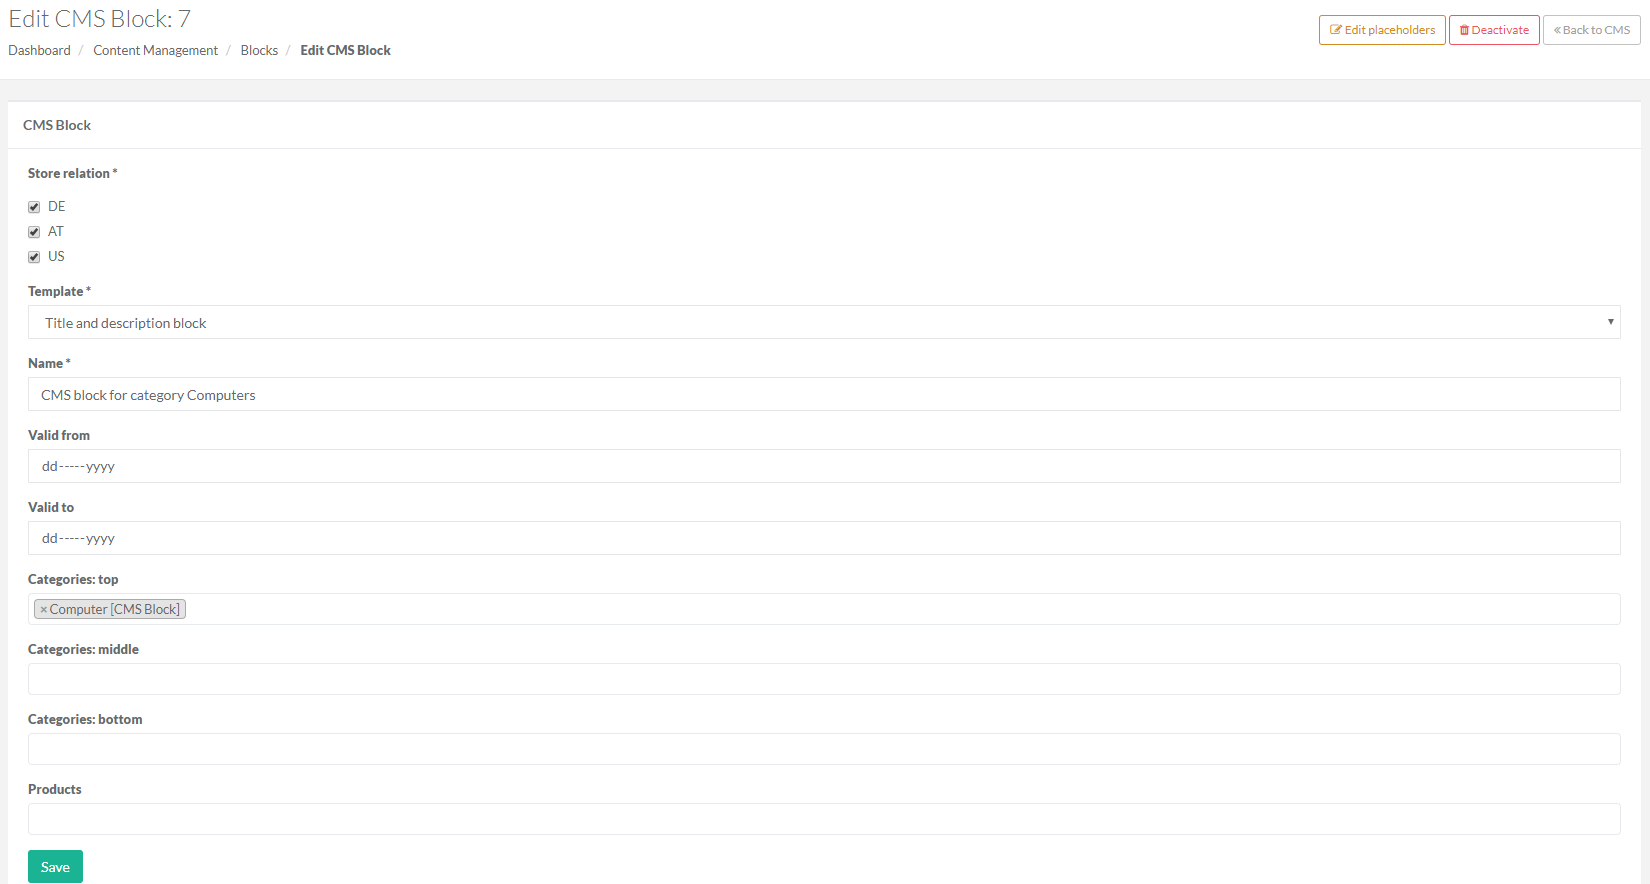 Edit CMS Block: 7
Edit placeholders Deactivate «Back to CMS
Dashboard / Content Management / Blocks / Edit CMS Block
CMS Block
Store relation *
DE
AT
US
Template *
Title and description block
Name *
CMS block for category Computers
Valid from
dd-----yyyy
Valid to
dd-----yyyy
Categories: top
×Computer [CMS Block]
Categories: middle
Categories: bottom
Products
Save